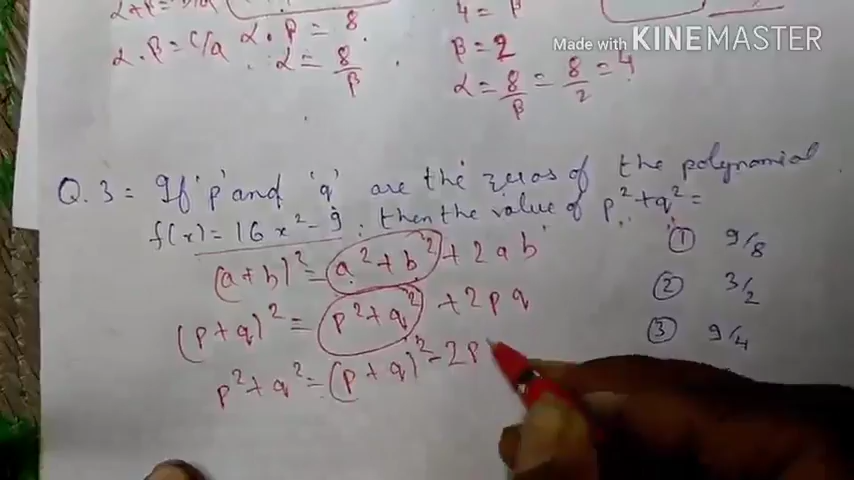 α . β = c/a α . β = 8
∴ α = 8/β
4 = β
β = 2
α = 8/β = 8/2 = 4
Made with KINEMASTER
Q. 3 = If 'p' and 'q' are the zeros of the polynomial
f(x) = 16x² - 9, then the value of p² + q² =
(a + b)² = a² + b² + 2ab
(p + q)² = p² + q² + 2pq
p² + q² = (p + q)² - 2p
① 9/8
② 3/2
③ 9/4